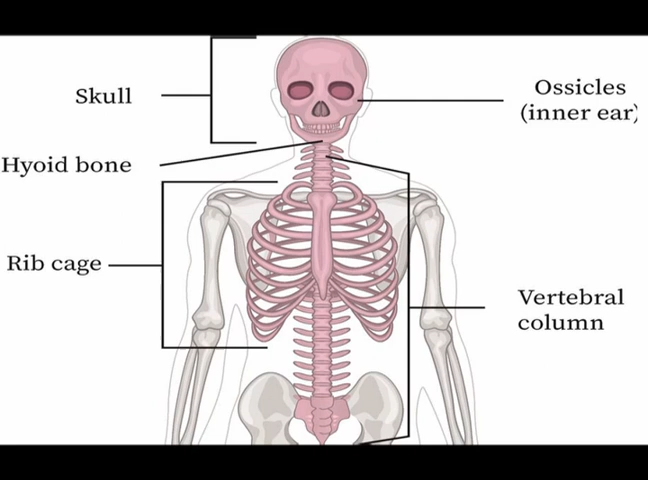 Skull
Ossicles
(inner ear)
Hyoid bone
Rib cage
Vertebral
column